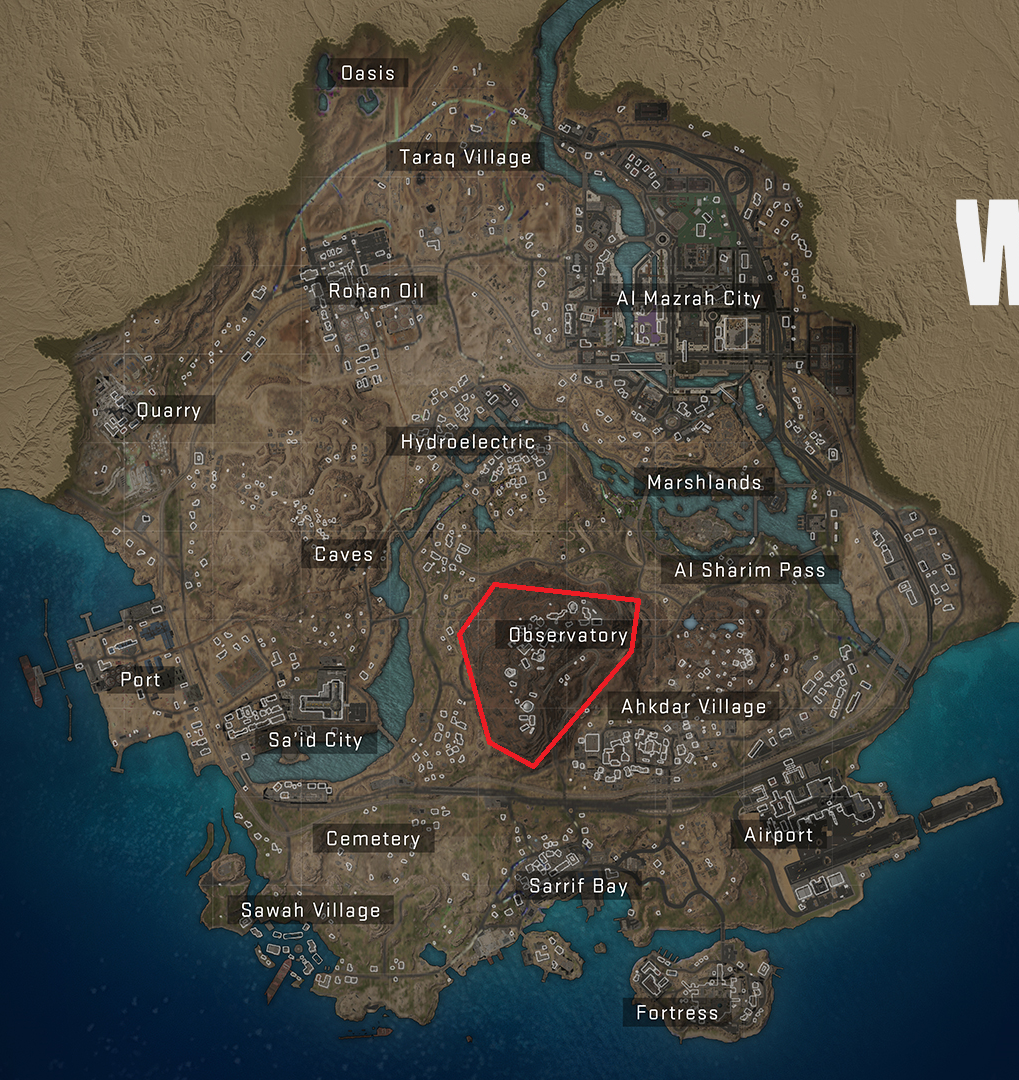 Oasis
Taraq Village
Rohan Oil
Al Mazrah City
Quarry
Hydroelectric
Marshlands
Caves
Al Sharim Pass
Observatory
Port
Ahkdar Village
Sa'id City
Cemetery
Airport
Sarrif Bay
Sawah Village
Fortress